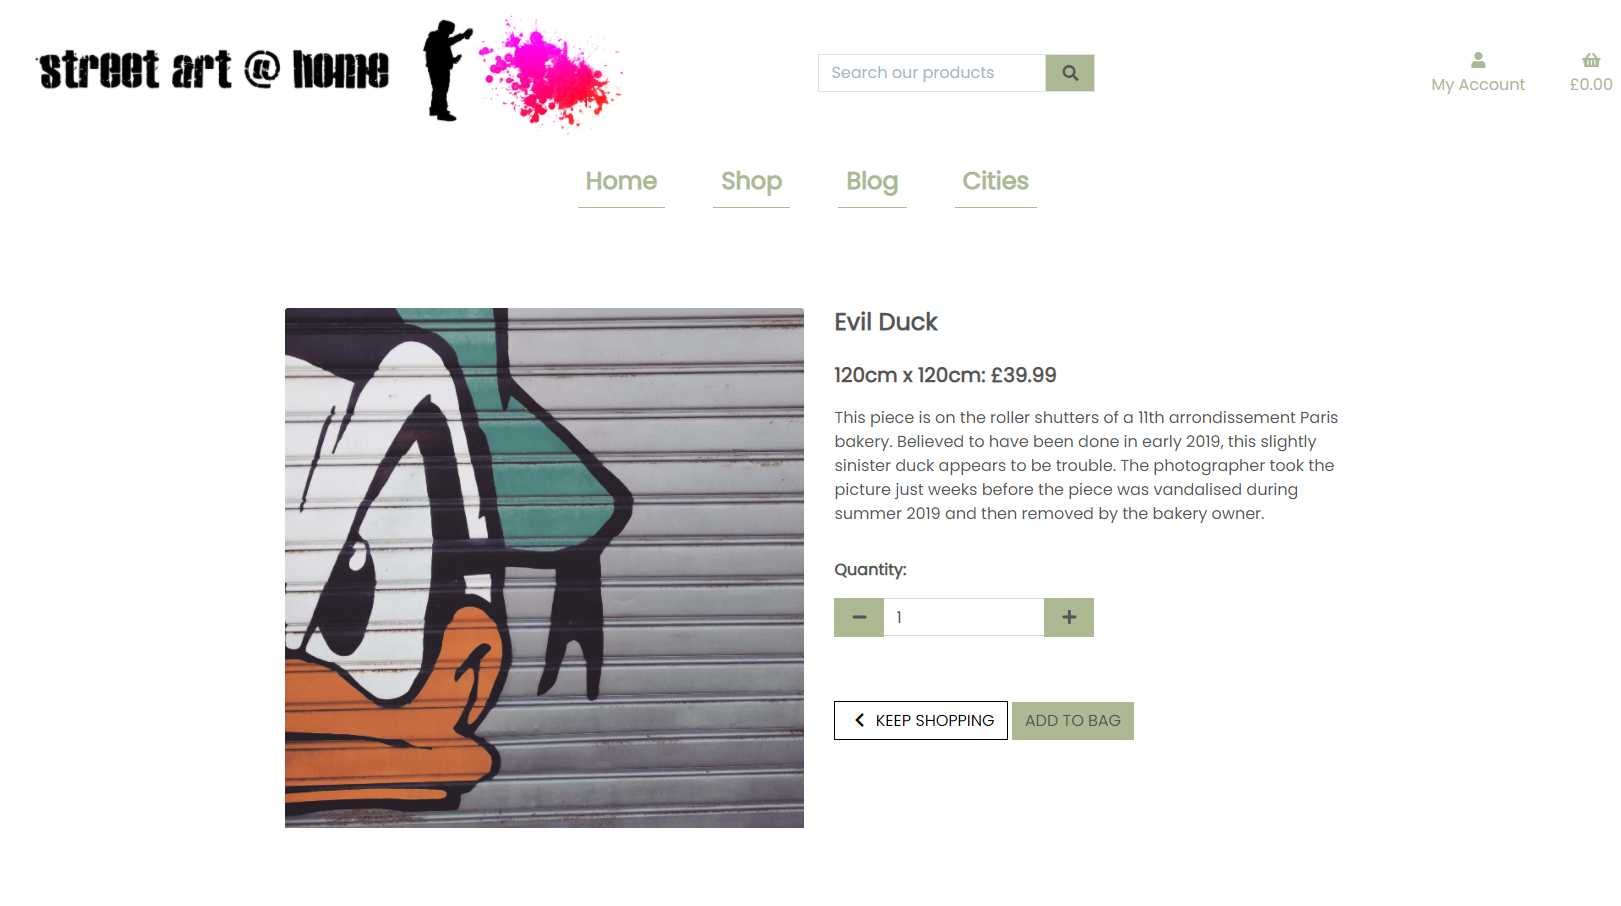 street art @ home
Search our products
My Account
£0.00
Home
Shop
Blog
Cities
Evil Duck
120cm x 120cm: £39.99
This piece is on the roller shutters of a 11th arrondissement Paris
bakery. Believed to have been done in early 2019, this slightly
sinister duck appears to be trouble. The photographer took the
picture just weeks before the piece was vandalised during
summer 2019 and then removed by the bakery owner.
Quantity:
1
KEEP SHOPPING
ADD TO BAG